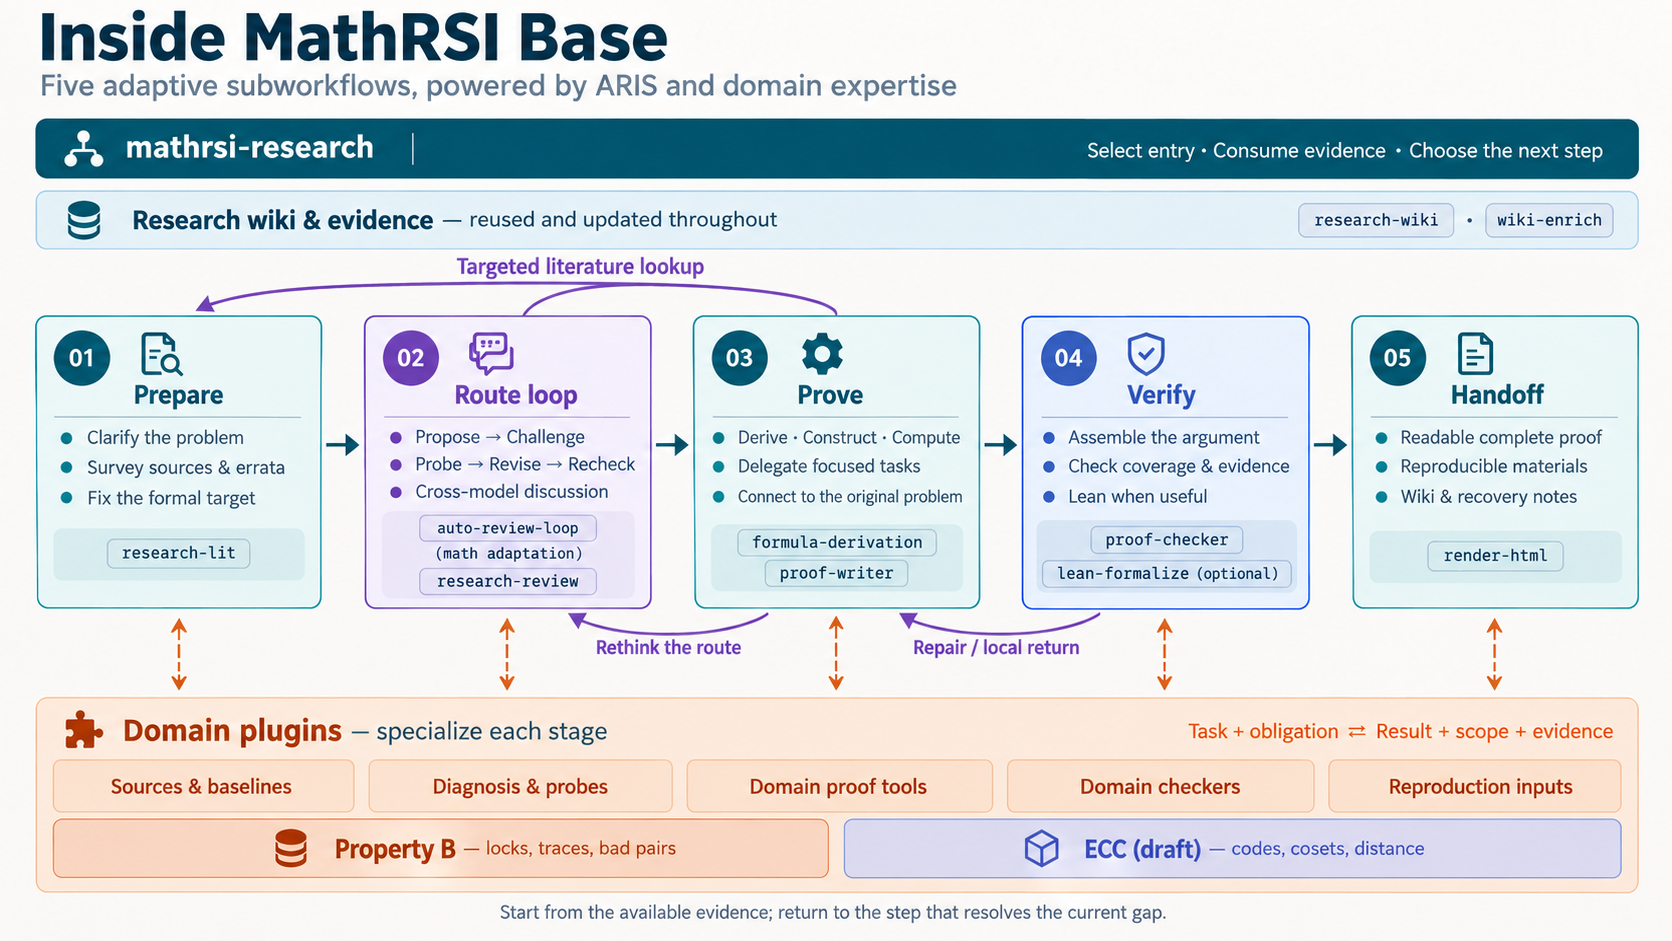 Inside MathRSI Base
Five adaptive subworkflows, powered by ARIS and domain expertise
mathrsi-research
Select entry • Consume evidence • Choose the next step
Research wiki & evidence — reused and updated throughout
research-wiki • wiki-enrich
Targeted literature lookup
01
Prepare
Clarify the problem
Survey sources & errata
Fix the formal target
research-lit
02
Route loop
Propose → Challenge
Probe → Revise → Recheck
Cross-model discussion
auto-review-loop
(math adaptation)
research-review
03
Prove
Derive · Construct · Compute
Delegate focused tasks
Connect to the original problem
formula-derivation
proof-writer
04
Verify
Assemble the argument
Check coverage & evidence
Lean when useful
proof-checker
lean-formalize (optional)
05
Handoff
Readable complete proof
Reproducible materials
Wiki & recovery notes
render-html
Rethink the route
Repair / local return
Domain plugins — specialize each stage
Task + obligation ⇄ Result + scope + evidence
Sources & baselines
Diagnosis & probes
Domain proof tools
Domain checkers
Reproduction inputs
Property B — locks, traces, bad pairs
ECC (draft) — codes, cosets, distance
Start from the available evidence; return to the step that resolves the current gap.